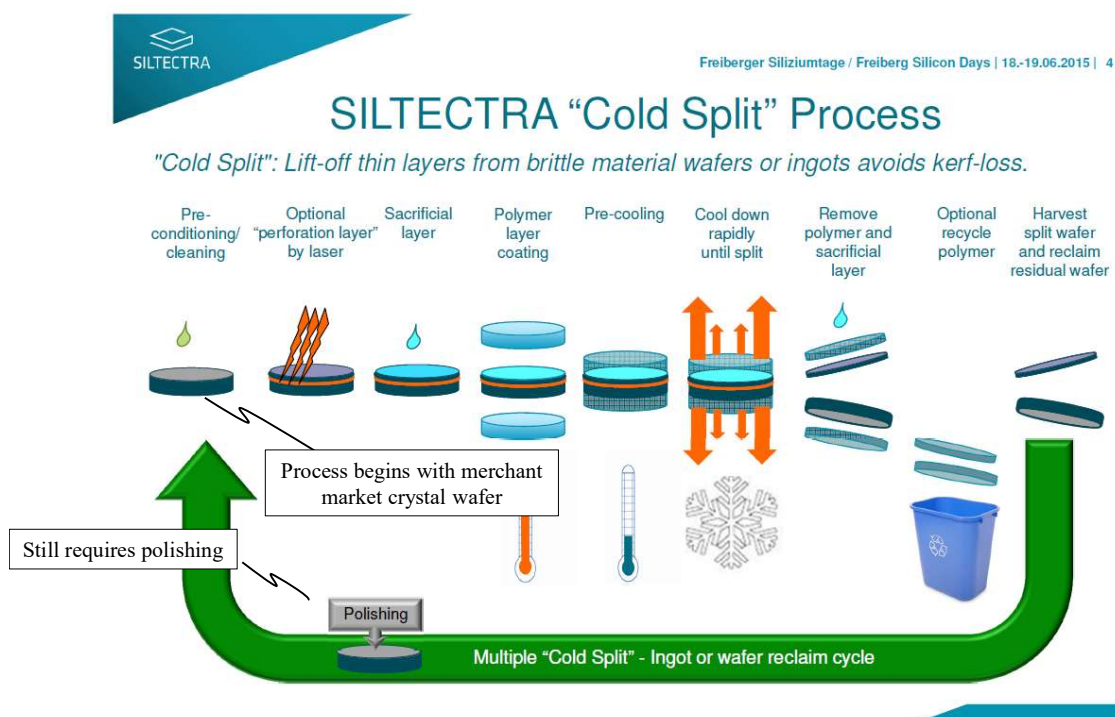 SILTECTRA
Freiberger Siliziumtage / Freiberg Silicon Days | 18.-19.06.2015 | 4
SILTECTRA “Cold Split” Process
"Cold Split": Lift-off thin layers from brittle material wafers or ingots avoids kerf-loss.
Pre-
conditioning/
cleaning
Optional
“perforation layer”
by laser
Sacrificial
layer
Polymer
layer
coating
Pre-cooling
Cool down
rapidly
until split
Remove
polymer and
sacrificial
layer
Optional
recycle
polymer
Harvest
split wafer
and reclaim
residual wafer
Process begins with merchant
market crystal wafer
Still requires polishing
Polishing
Multiple “Cold Split” - Ingot or wafer reclaim cycle